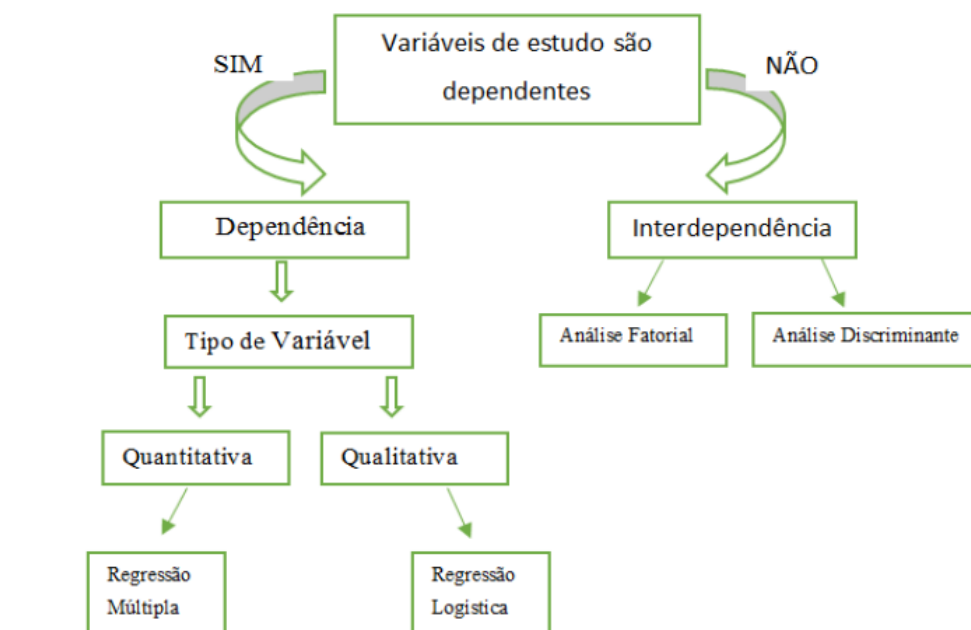 Variáveis de estudo são
dependentes
SIM
NÃO
Dependência
Interdependência
Tipo de Variável
Análise Fatorial
Análise Discriminante
Quantitativa
Qualitativa
Regressão
Múltipla
Regressão
Logistica